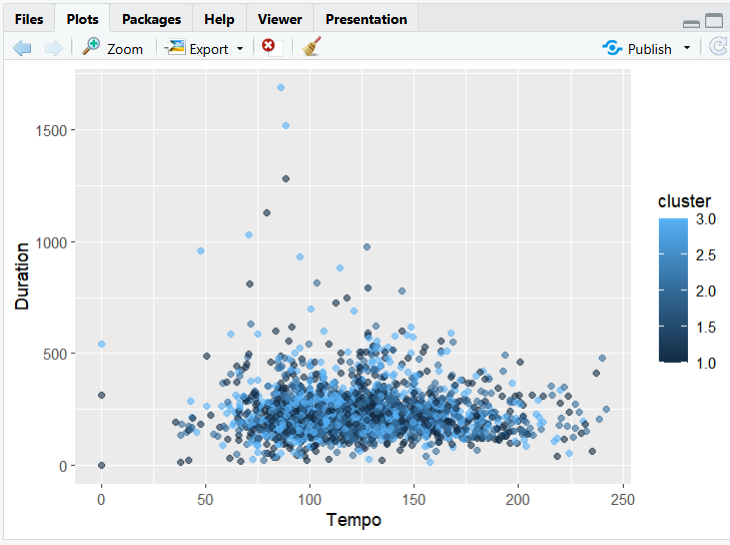 Files Plots Packages Help Viewer Presentation
Zoom Export Publish
1500
1000
500
0
Duration
0 50 100 150 200 250
Tempo
cluster
3.0
2.5
2.0
1.5
1.0